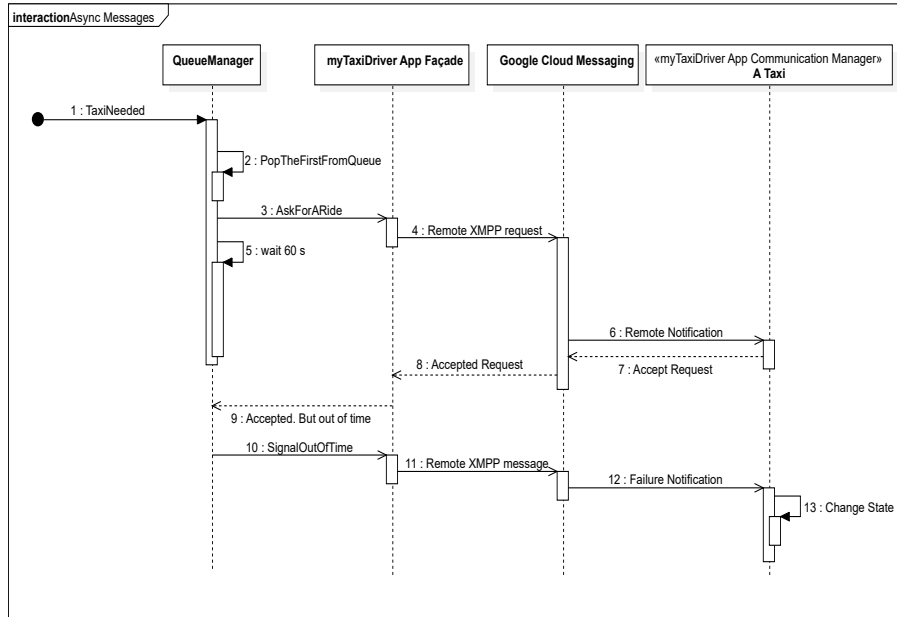 interactionAsync Messages
QueueManager
myTaxiDriver App Façade
Google Cloud Messaging
«myTaxiDriver App Communication Manager»
A Taxi
1 : TaxiNeeded
2 : PopTheFirstFromQueue
3 : AskForARide
4 : Remote XMPP request
5 : wait 60 s
6 : Remote Notification
7 : Accept Request
8 : Accepted Request
9 : Accepted. But out of time
10 : SignalOutOfTime
11 : Remote XMPP message
12 : Failure Notification
13 : Change State